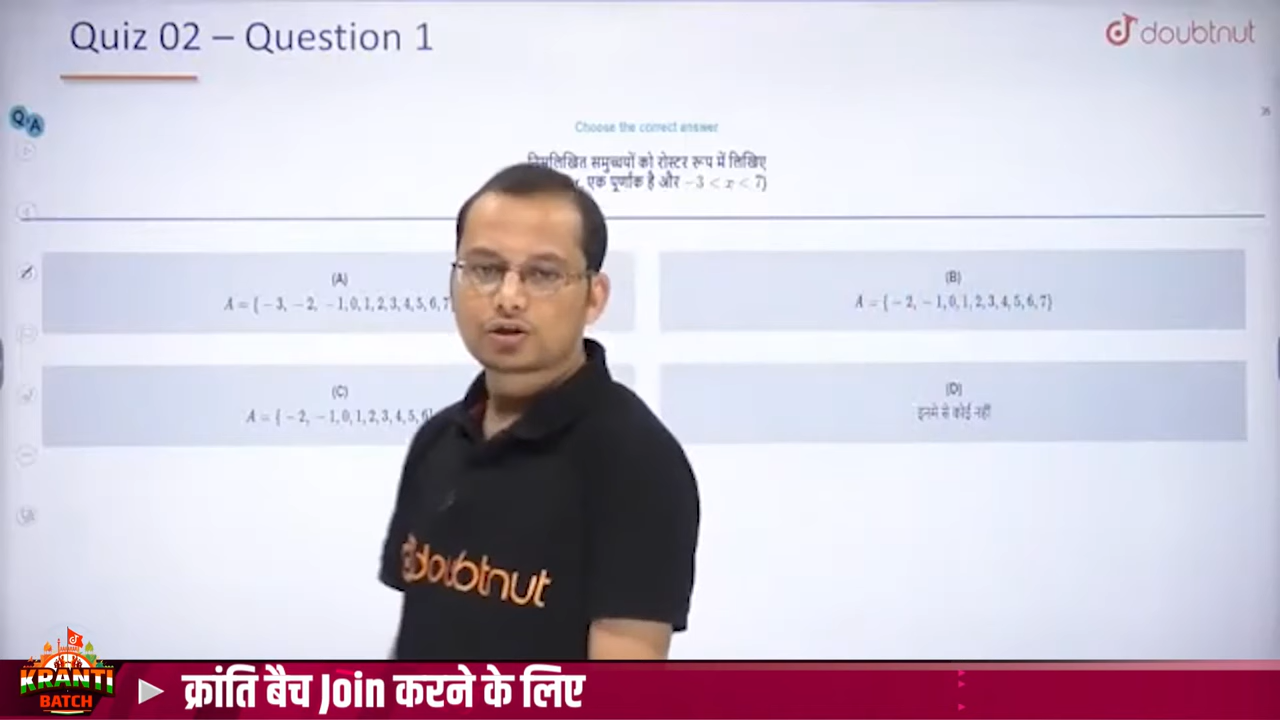 Quiz 02 – Question 1
doubtnut
Q A
35
Choose the correct answer
निम्नलिखित समुच्चयों को रोस्टर रूप में लिखिए
एक पूर्णांक है और −3 < x < 7}
(A)
A = { − 3, − 2, − 1, 0, 1, 2, 3, 4, 5, 6, 7
(B)
A = { − 2, − 1, 0, 1, 2, 3, 4, 5, 6, 7}
(C)
A = { − 2, − 1, 0, 1, 2, 3, 4, 5, 6}
(D)
इनमें से कोई नहीं
doubtnut
KRANTI
BATCH
क्रांति बैच Join करने के लिए